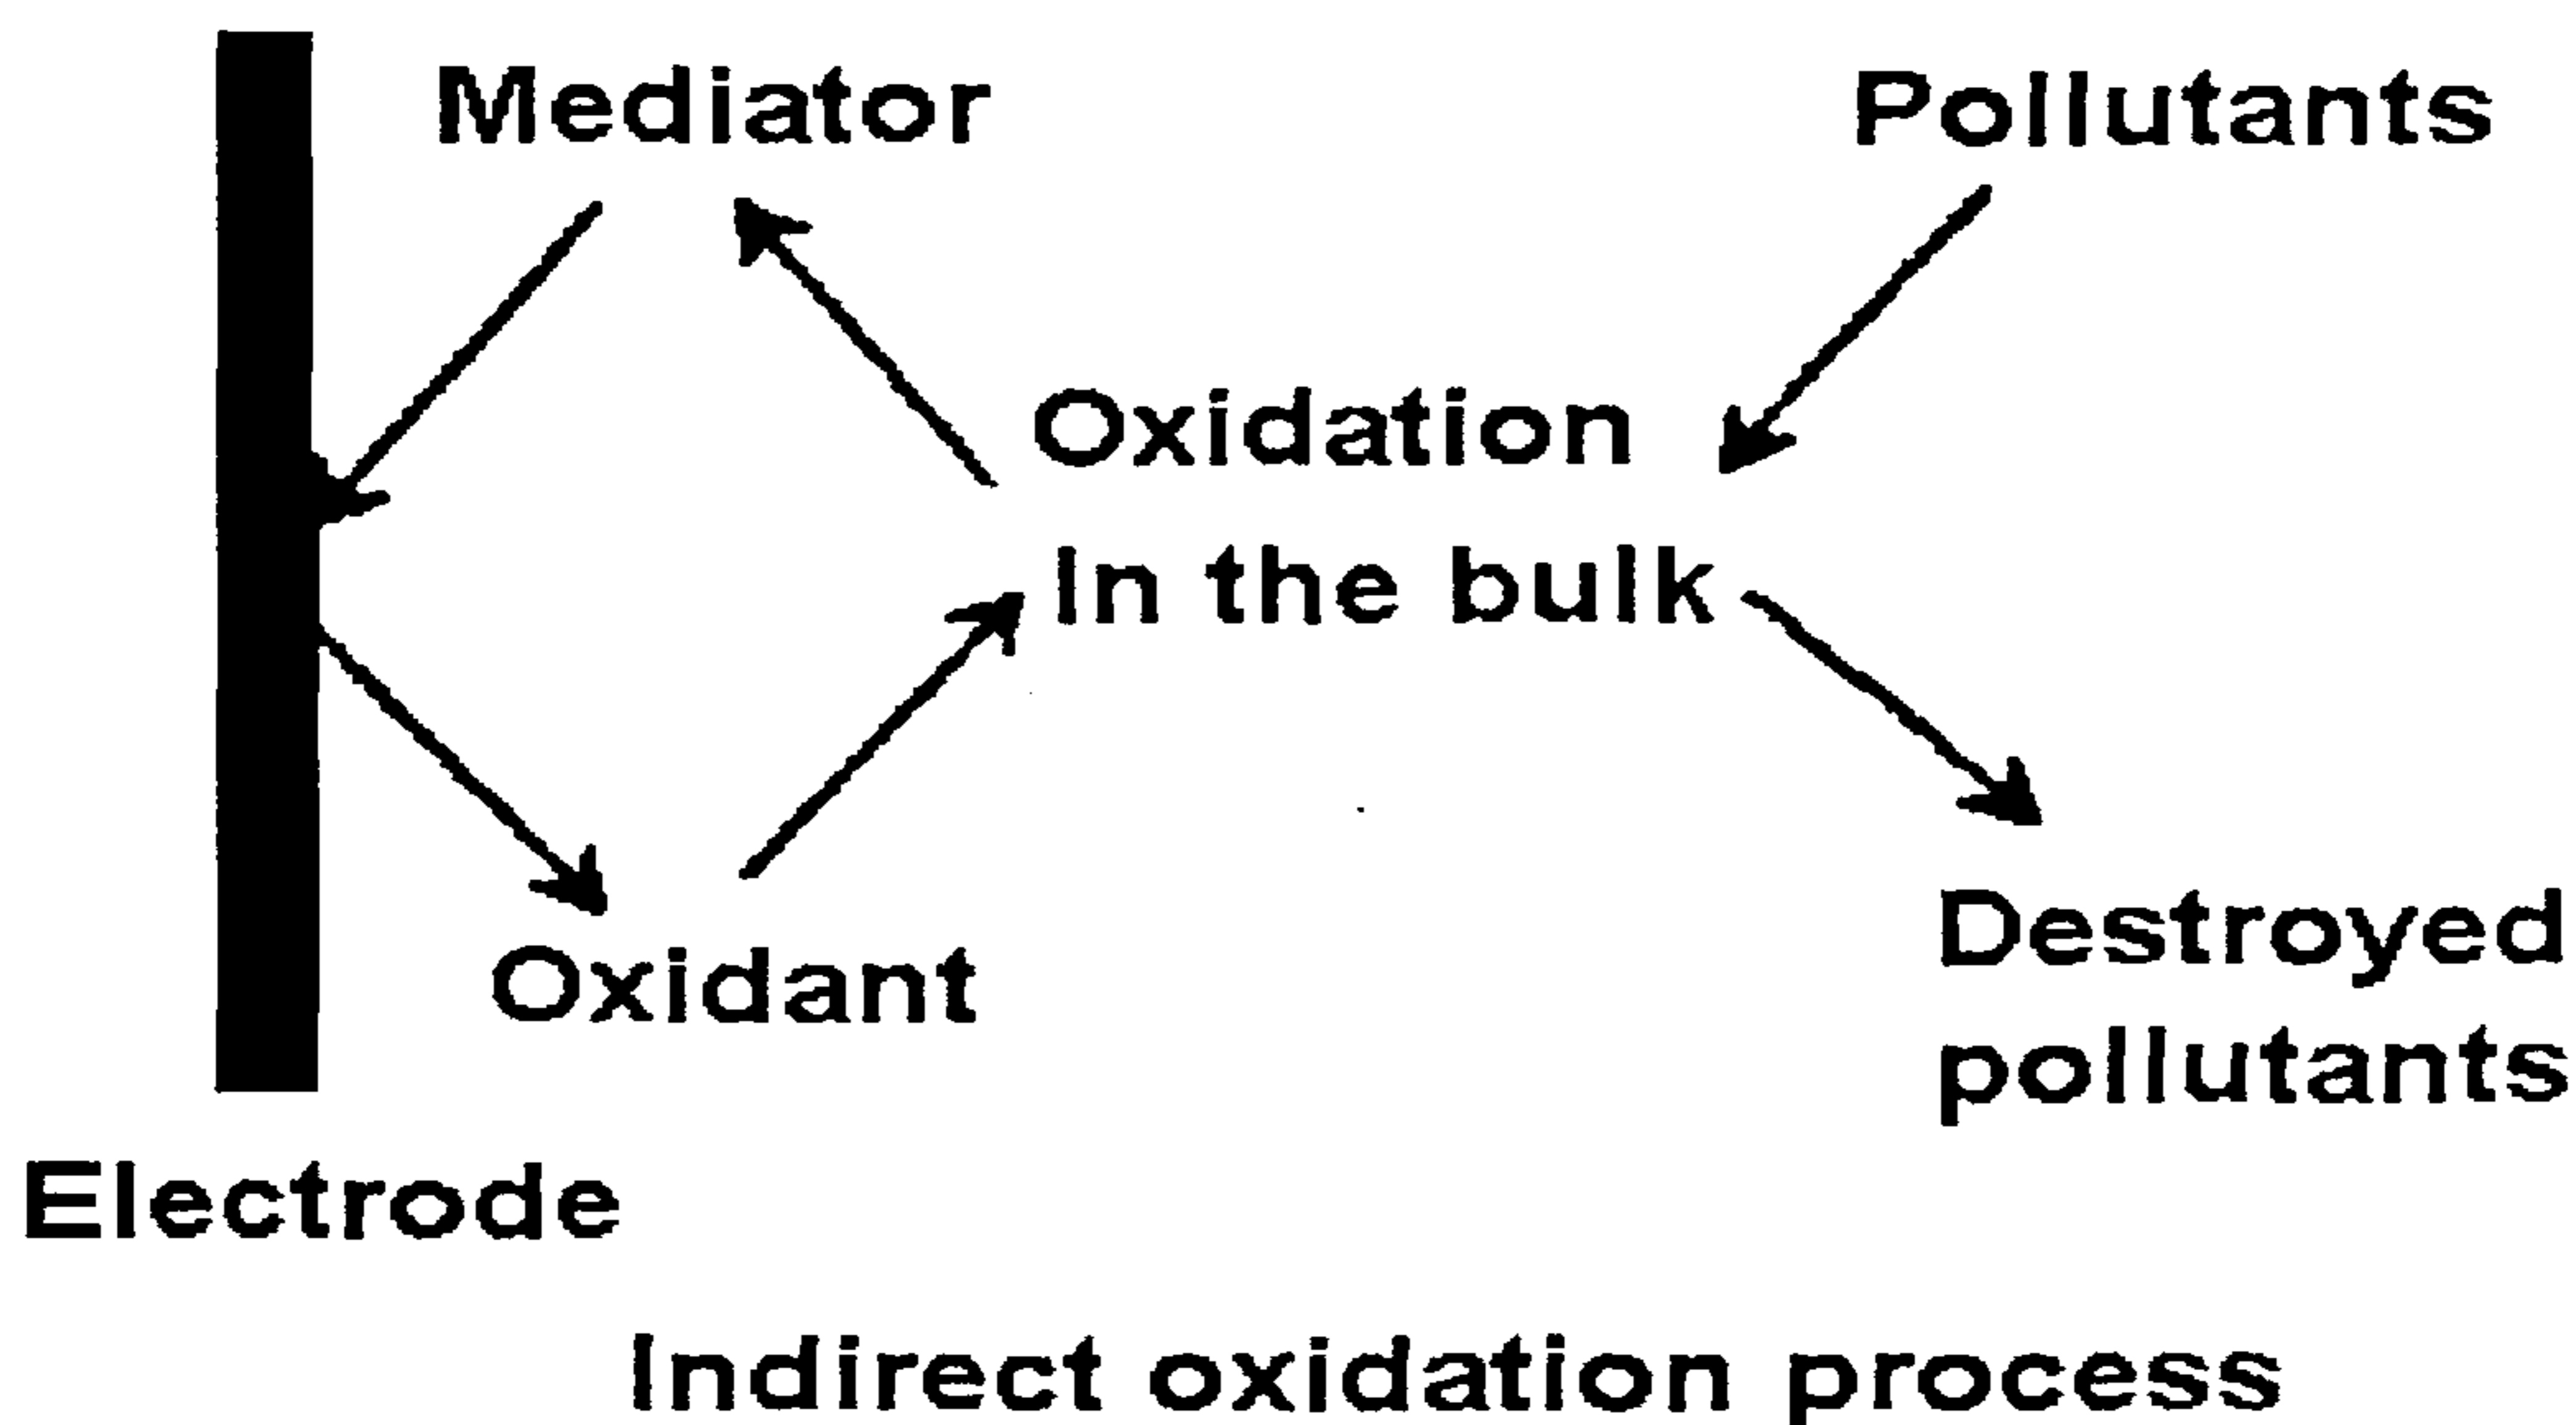 Mediator
Pollutants
Oxidation
In the bulk
Oxidant
Destroyed
pollutants
Electrode
Indirect oxidation process